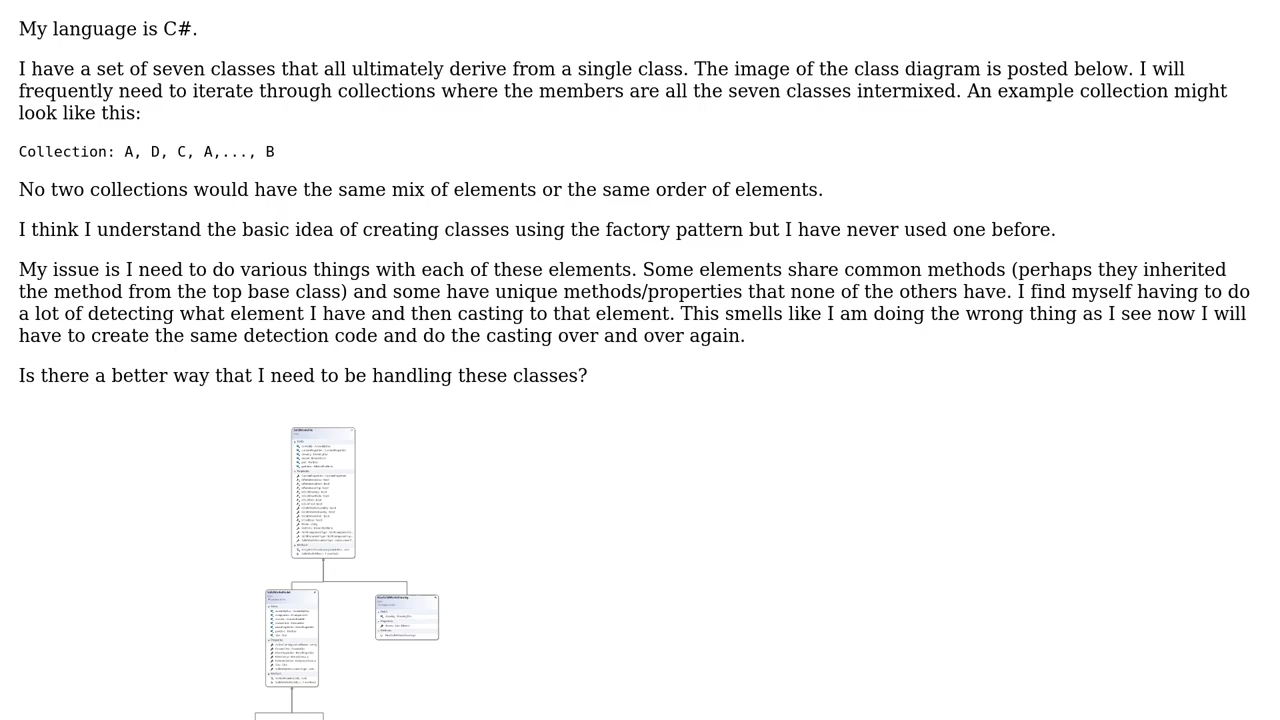 My language is C#.
I have a set of seven classes that all ultimately derive from a single class. The image of the class diagram is posted below. I will
frequently need to iterate through collections where the members are all the seven classes intermixed. An example collection might
look like this:
Collection: A, D, C, A,..., B
No two collections would have the same mix of elements or the same order of elements.
I think I understand the basic idea of creating classes using the factory pattern but I have never used one before.
My issue is I need to do various things with each of these elements. Some elements share common methods (perhaps they inherited
the method from the top base class) and some have unique methods/properties that none of the others have. I find myself having to do
a lot of detecting what element I have and then casting to that element. This smells like I am doing the wrong thing as I see now I will
have to create the same detection code and do the casting over and over again.
Is there a better way that I need to be handling these classes?